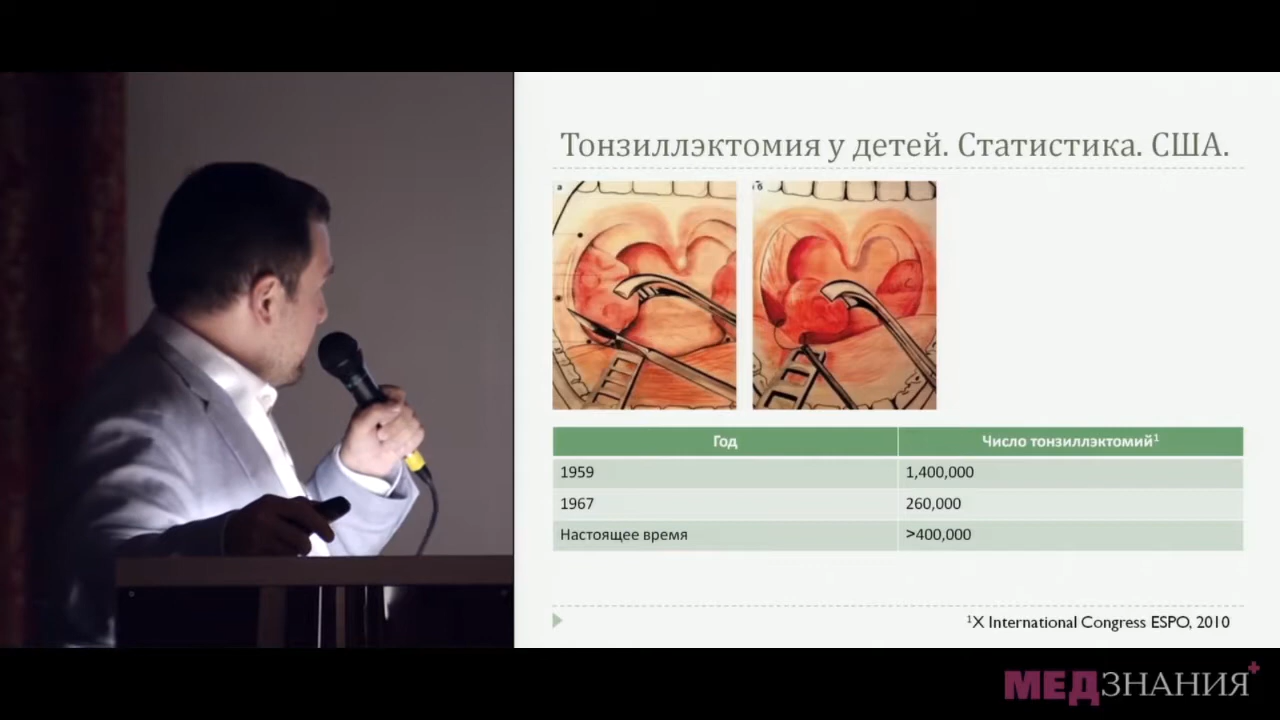 Тонзиллэктомия у детей. Статистика. США.
а
б
Год Число тонзиллэктомий¹
1959 1,400,000
1967 260,000
Настоящее время >400,000
¹X International Congress ESPO, 2010
МЕДЗНАНИЯ+